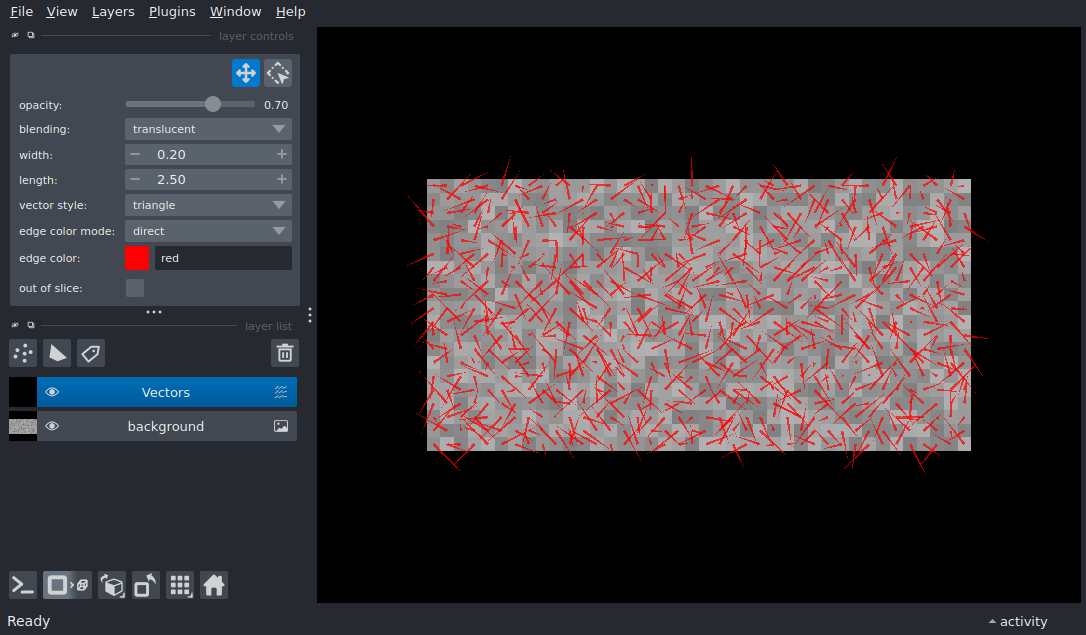 File View Layers Plugins Window Help
layer controls
opacity: 0.70
blending: translucent
width: − 0.20 +
length: − 2.50 +
vector style: triangle
edge color mode: direct
edge color: red
out of slice:
layer list
Vectors
background
Ready
activity